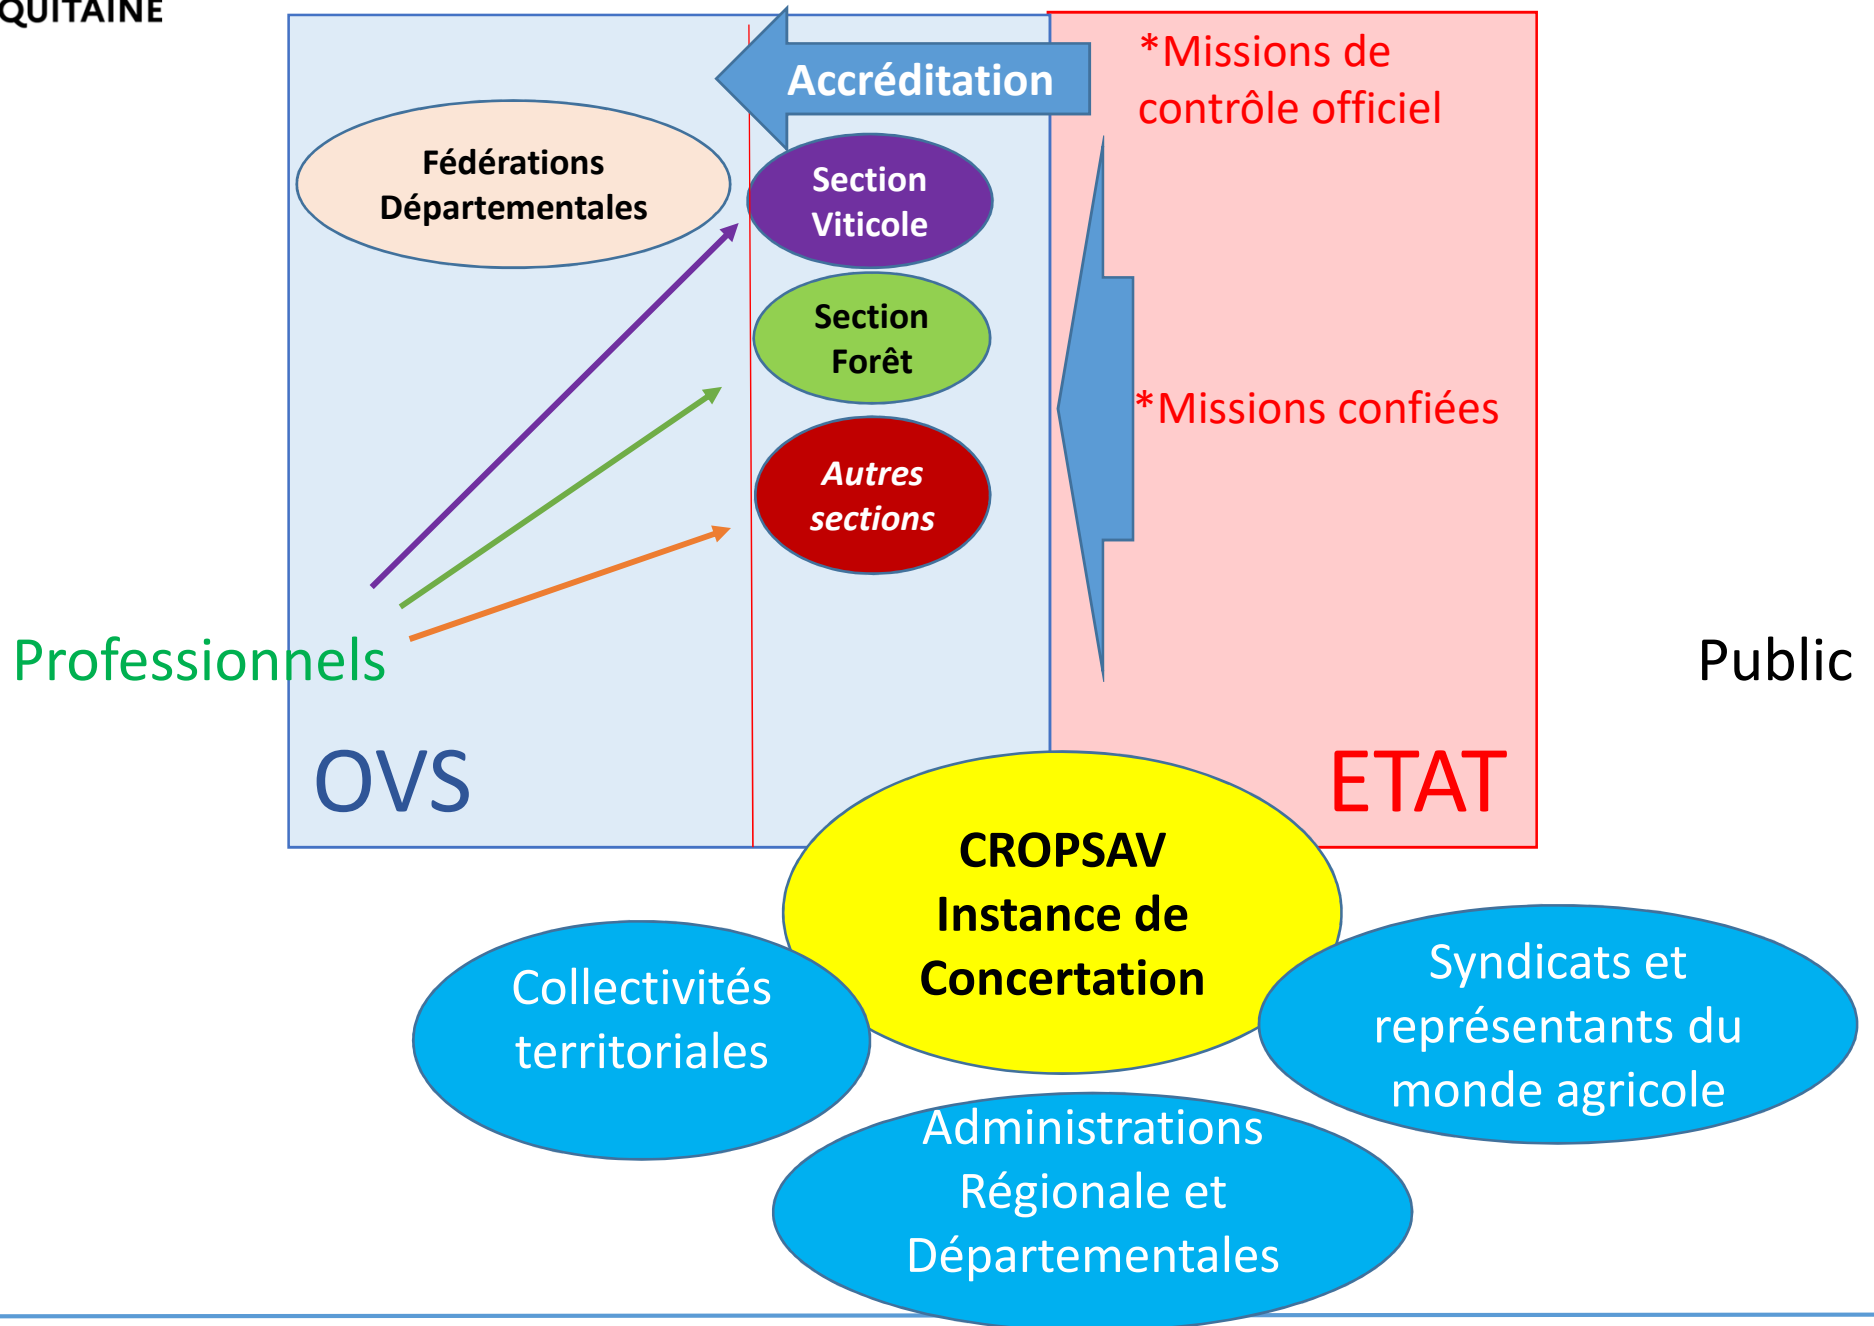 QUITAINE
Accréditation
*Missions de
contrôle officiel
Fédérations
Départementales
Section
Viticole
Section
Forêt
*Missions confiées
Autres
sections
Professionnels
Public
OVS
ETAT
CROPSAV
Instance de
Concertation
Collectivités
territoriales
Syndicats et
représentants du
monde agricole
Administrations
Régionale et
Départementales